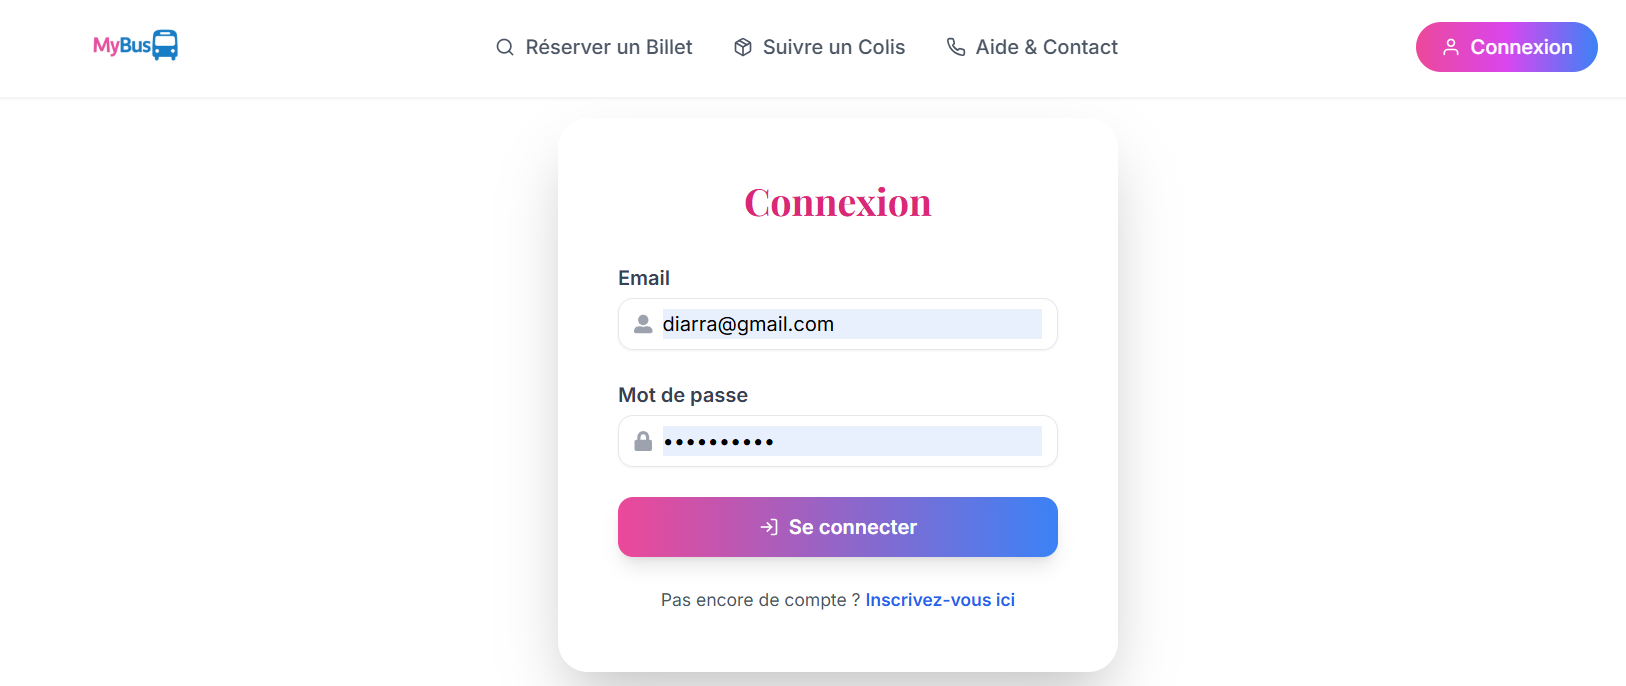 MyBus
Réserver un Billet
Suivre un Colis
Aide & Contact
Connexion
Connexion
Email
diarra@gmail.com
Mot de passe
••••••••••
Se connecter
Pas encore de compte ? Inscrivez-vous ici